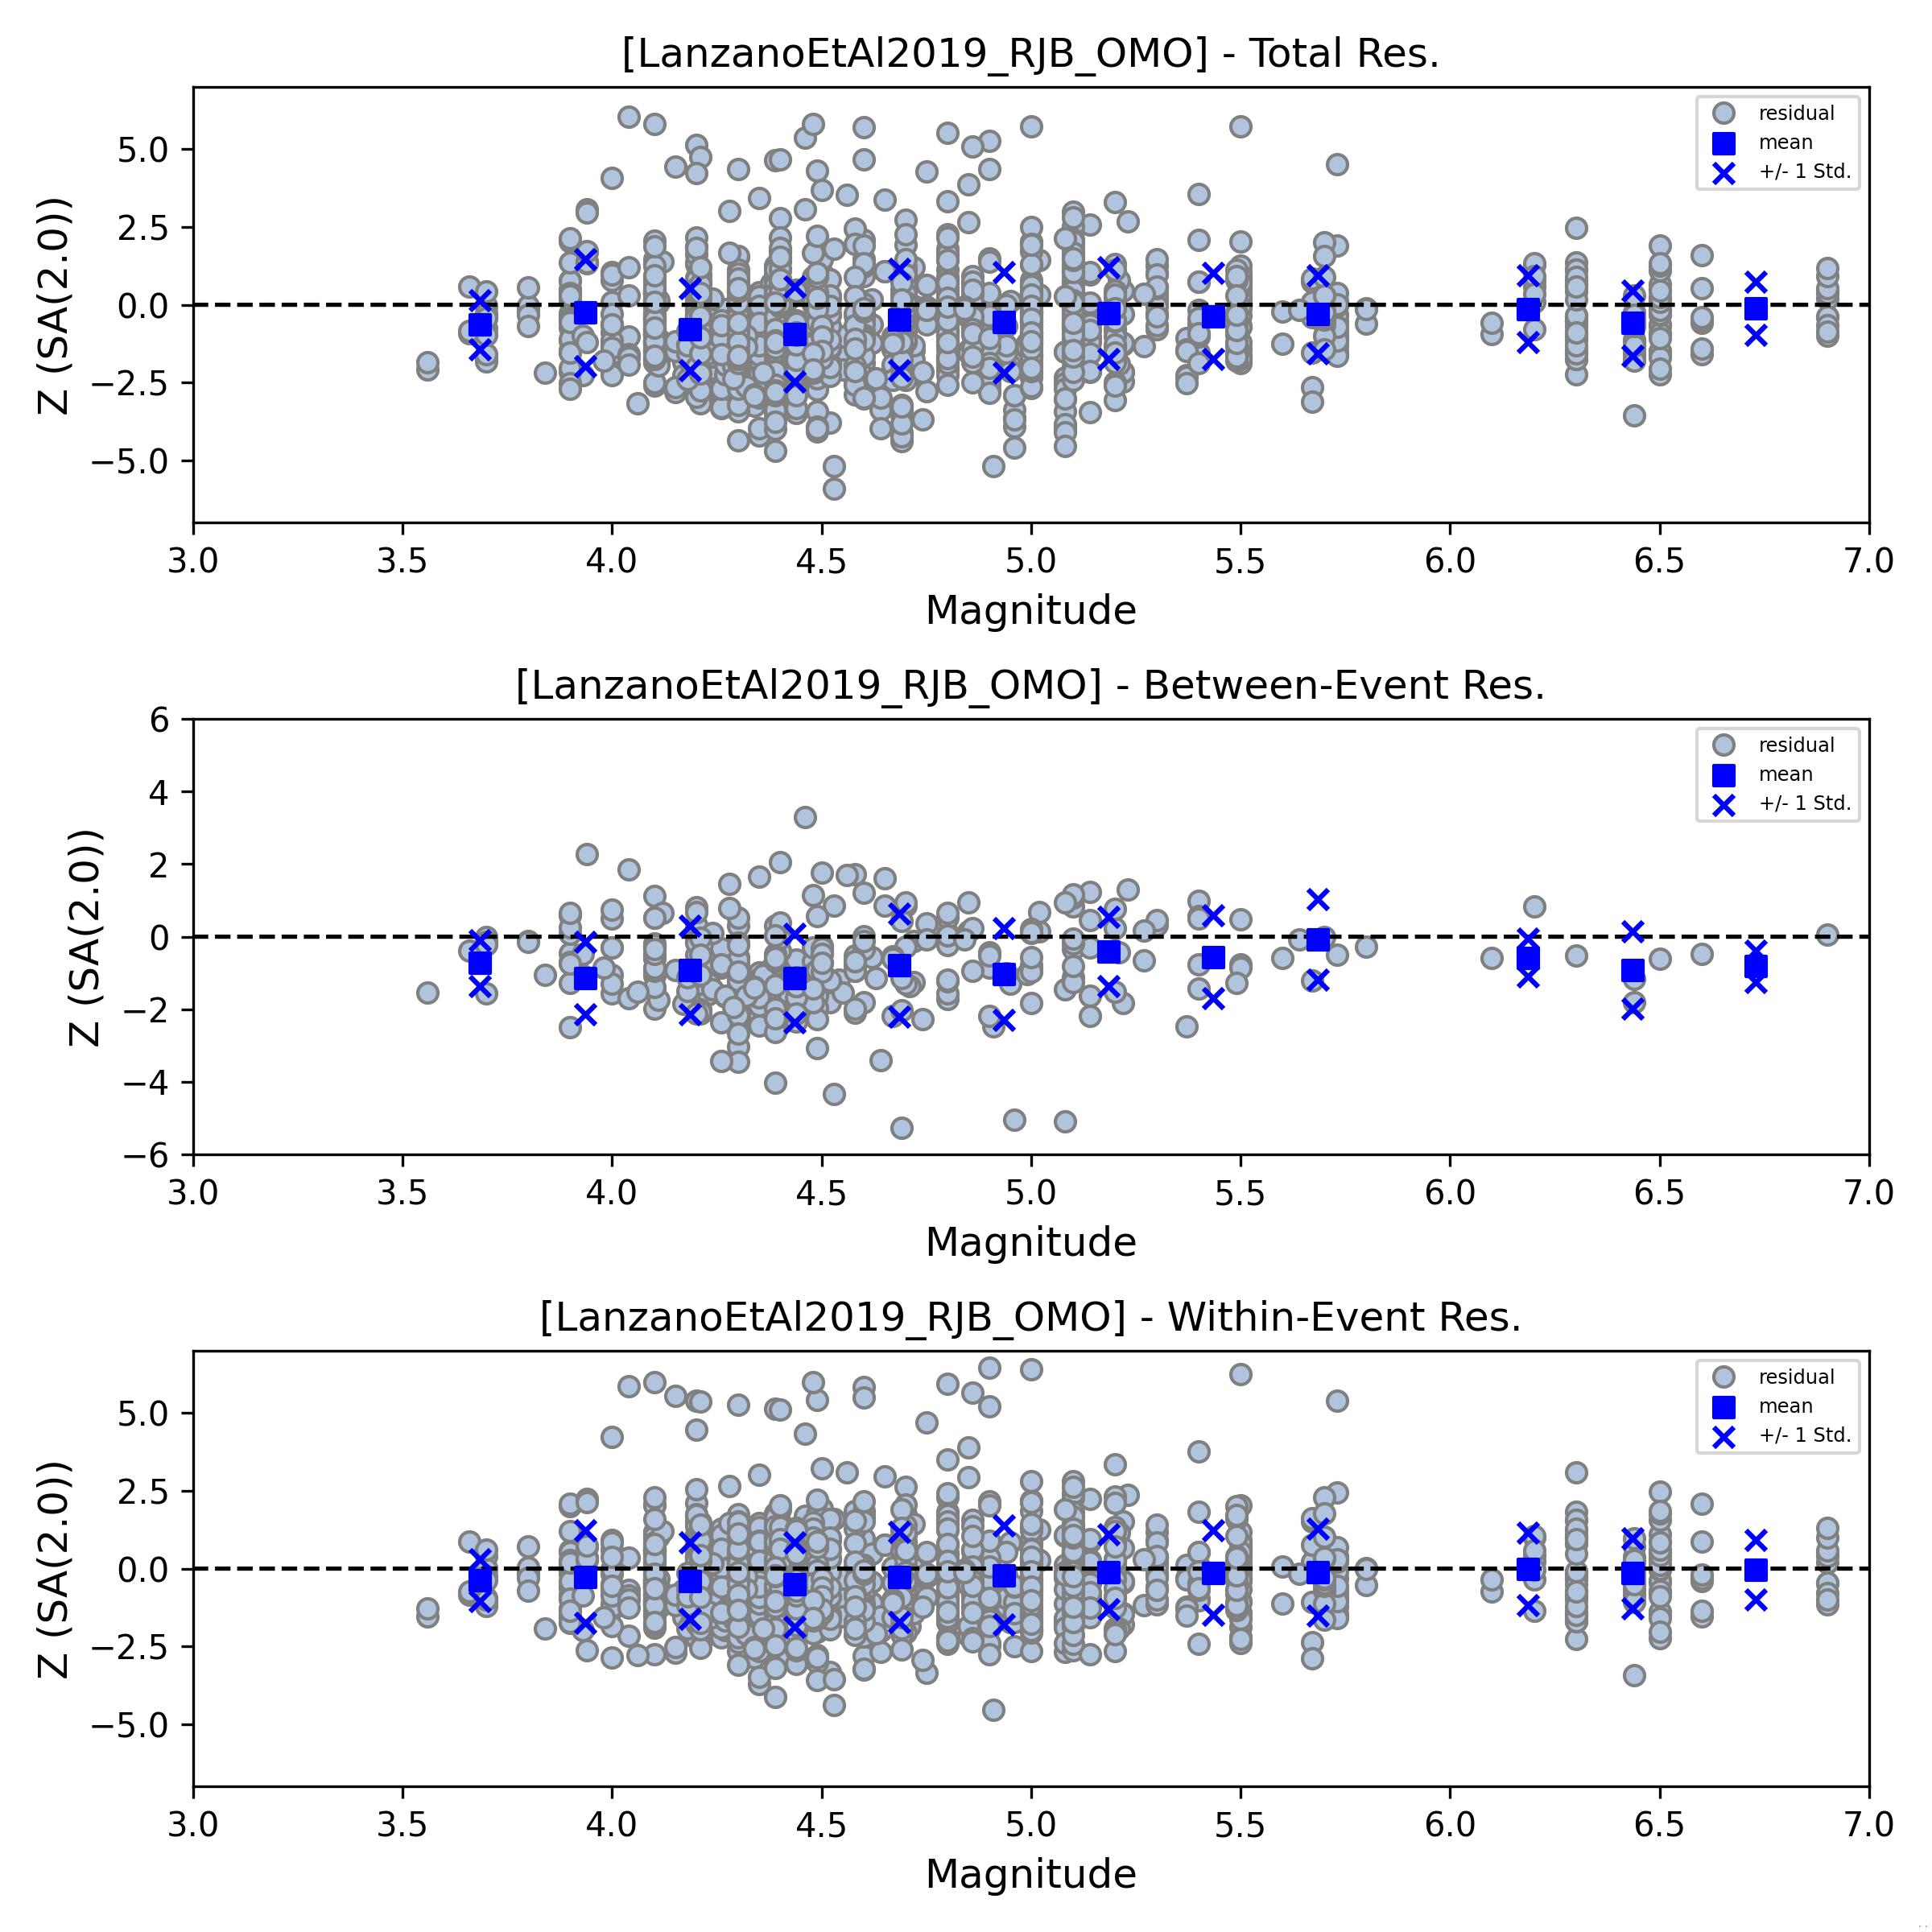 [LanzanoEtAl2019_RJB_OMO] - Total Res.
Z (SA(2.0))
5.0
2.5
0.0
−2.5
−5.0
residual
mean
+/- 1 Std.
3.0 3.5 4.0 4.5 5.0 5.5 6.0 6.5 7.0
Magnitude
[LanzanoEtAl2019_RJB_OMO] - Between-Event Res.
Z (SA(2.0))
6
4
2
0
−2
−4
−6
residual
mean
+/- 1 Std.
3.0 3.5 4.0 4.5 5.0 5.5 6.0 6.5 7.0
Magnitude
[LanzanoEtAl2019_RJB_OMO] - Within-Event Res.
Z (SA(2.0))
5.0
2.5
0.0
−2.5
−5.0
residual
mean
+/- 1 Std.
3.0 3.5 4.0 4.5 5.0 5.5 6.0 6.5 7.0
Magnitude